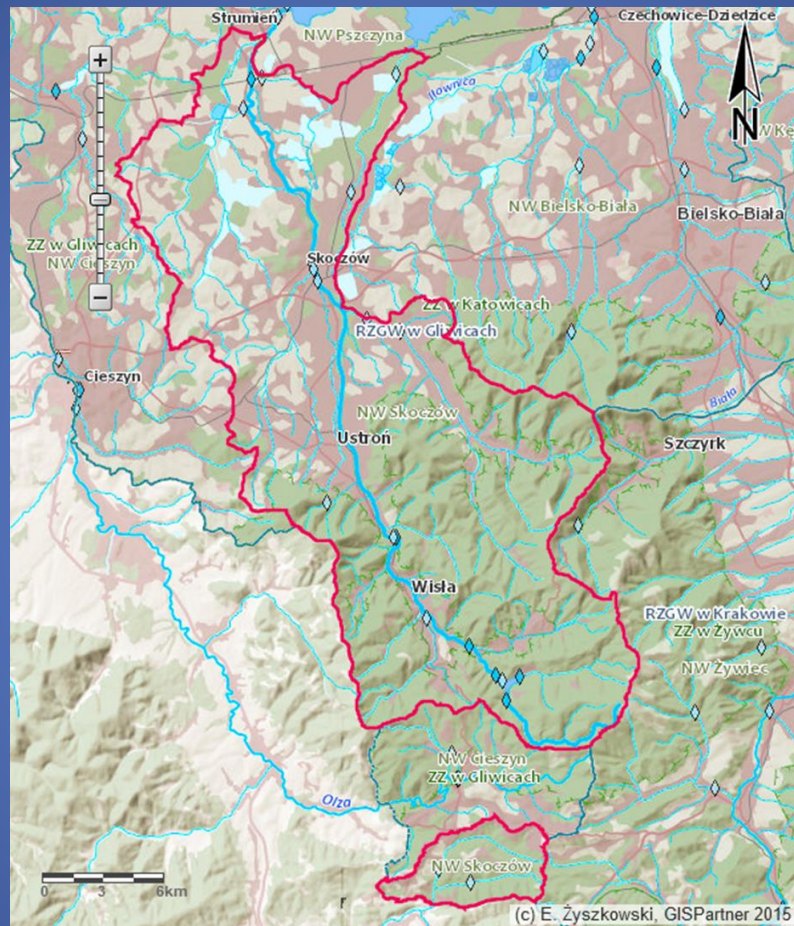 Strumień
Czechowice-Dziedzice
NW Pszczyna
Iłownica
N
NW Bielsko-Biała
Bielsko-Biała
ZZ w Gliwicach
NW Cieszyn
Skoczów
ZZ w Katowicach
RZGW w Gliwicach
Cieszyn
Biała
NW Skoczów
Ustroń
Szczyrk
Wisła
RZGW w Krakowie
ZZ w Żywcu
NW Żywiec
NW Cieszyn
ZZ w Gliwicach
Olza
NW Skoczów
0 3 6km
(c) E. Żyszkowski, GISPartner 2015